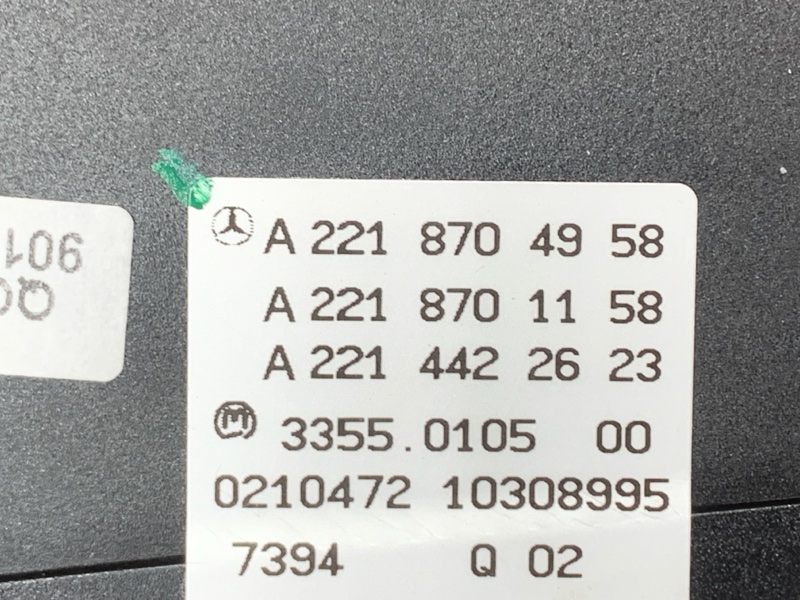 A 221 870 49 58
A 221 870 11 58
A 221 442 26 23
M 3355.0105 00
0210472 10308995
7394 Q 02
901